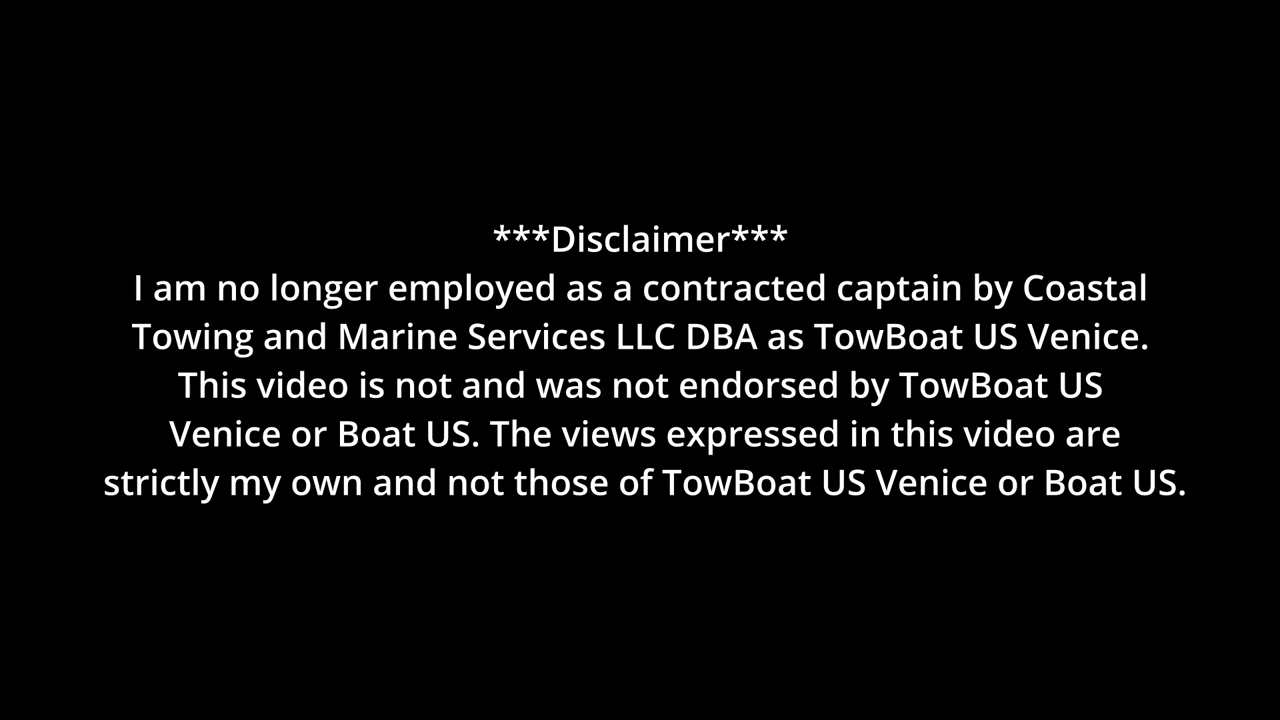 ***Disclaimer***
I am no longer employed as a contracted captain by Coastal
Towing and Marine Services LLC DBA as TowBoat US Venice.
This video is not and was not endorsed by TowBoat US
Venice or Boat US. The views expressed in this video are
strictly my own and not those of TowBoat US Venice or Boat US.